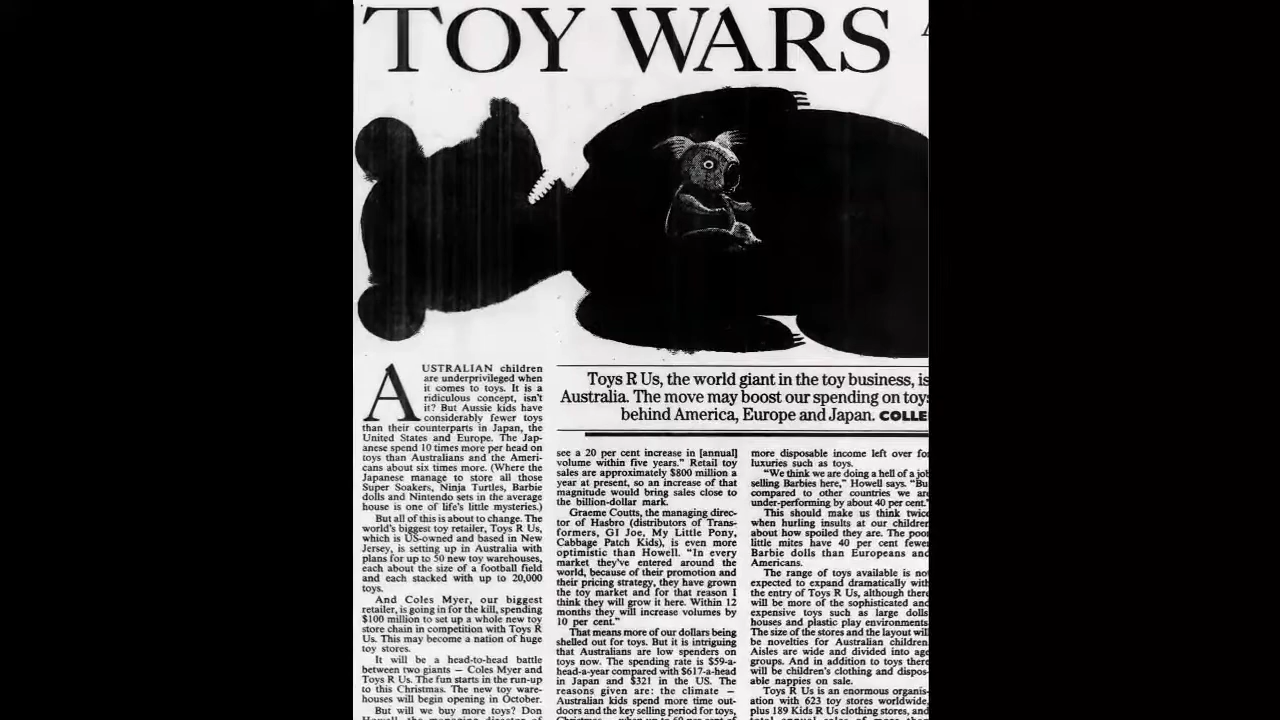 TOY WARS
Toys R Us, the world giant in the toy business, is
Australia. The move may boost our spending on toys
behind America, Europe and Japan. COLLE
AUSTRALIAN children
are underprivileged when
it comes to toys. It is a
ridiculous concept, isn't
it? But Aussie kids have
considerably fewer toys
than their counterparts in Japan, the
United States and Europe. The Jap-
anese spend 10 times more per head on
toys than Australians and the Ameri-
cans about six times more. (Where the
Japanese manage to store all those
Super Soakers, Ninja Turtles, Barbie
dolls and Nintendo sets in the average
house is one of life's little mysteries.)
But all of this is about to change. The
world's biggest toy retailer, Toys R Us,
which is US-owned and based in New
Jersey, is setting up in Australia with
plans for up to 50 new toy warehouses,
each about the size of a football field
and each stacked with up to 20,000
toys.
And Coles Myer, our biggest
retailer, is going in for the kill, spending
$100 million to set up a whole new toy
store chain in competition with Toys R
Us. This may become a nation of huge
toy stores.
It will be a head-to-head battle
between two giants — Coles Myer and
Toys R Us. The fun starts in the run-up
to this Christmas. The new toy ware-
houses will begin opening in October.
But will we buy more toys? Don
Howell, the managing director of
see a 20 per cent increase in [annual]
volume within five years." Retail toy
sales are approximately $800 million a
year at present, so an increase of that
magnitude would bring sales close to
the billion-dollar mark.
Graeme Coutts, the managing direc-
tor of Hasbro (distributors of Trans-
formers, GI Joe, My Little Pony,
Cabbage Patch Kids), is even more
optimistic than Howell. "In every
market they've entered around the
world, because of their promotion and
their pricing strategy, they have grown
the toy market and for that reason I
think they will grow it here. Within 12
months they will increase volumes by
10 per cent."
That means more of our dollars being
shelled out for toys. But it is intriguing
that Australians are low spenders on
toys now. The spending rate is $59-a-
head-a-year compared with $617-a-head
in Japan and $321 in the US. The
reasons given are: the climate —
Australian kids spend more time out-
doors and the key selling period for toys,
Christmas — when up to 60 per cent of
more disposable income left over for
luxuries such as toys.
"We think we are doing a hell of a job
selling Barbies here," Howell says. "But
compared to other countries we are
under-performing by about 40 per cent."
This should make us think twice
when hurling insults at our children
about how spoiled they are. The poor
little mites have 40 per cent fewer
Barbie dolls than Europeans and
Americans.
The range of toys available is not
expected to expand dramatically with
the entry of Toys R Us, although there
will be more of the sophisticated and
expensive toys such as large dolls
houses and plastic play environments.
The size of the stores and the layout will
be novelties for Australian children.
Aisles are wide and divided into age
groups. And in addition to toys there
will be children's clothing and dispos-
able nappies on sale.
Toys R Us is an enormous organis-
ation with 623 toy stores worldwide,
plus 189 Kids R Us clothing stores, and
total annual sales of more than